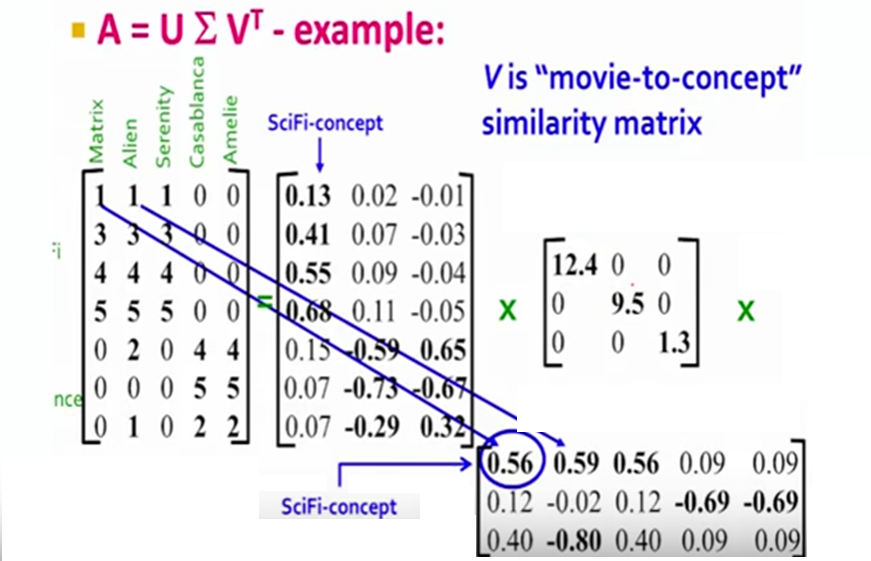 A = U Σ Vᵀ - example:
V is “movie-to-concept”
similarity matrix
Matrix
Alien
Serenity
Casablanca
Amelie
SciFi-concept
1 1 1 0 0
3 3 3 0 0
4 4 4 0 0
5 5 5 0 0
0 2 0 4 4
0 0 0 5 5
0 1 0 2 2
=
0.13 0.02 -0.01
0.41 0.07 -0.03
0.55 0.09 -0.04
0.68 0.11 -0.05
0.15 -0.59 0.65
0.07 -0.73 -0.67
0.07 -0.29 0.32
x
12.4 0 0
0 9.5 0
0 0 1.3
x
nce
SciFi-concept
0.56 0.59 0.56 0.09 0.09
0.12 -0.02 0.12 -0.69 -0.69
0.40 -0.80 0.40 0.09 0.09